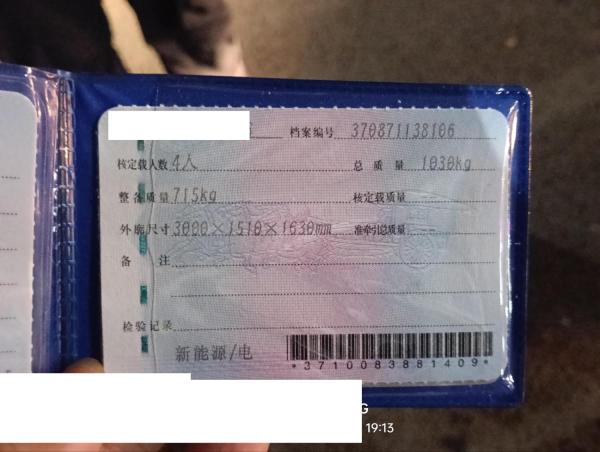 档案编号 370871138106
核定载人数 4人 总质量 1030kg
整备质量 715kg 核定载质量 --
外廓尺寸 3000×1510×1630mm 准牵引总质量 --
备注
检验记录
新能源/电
*3710083881409*
G
19:13